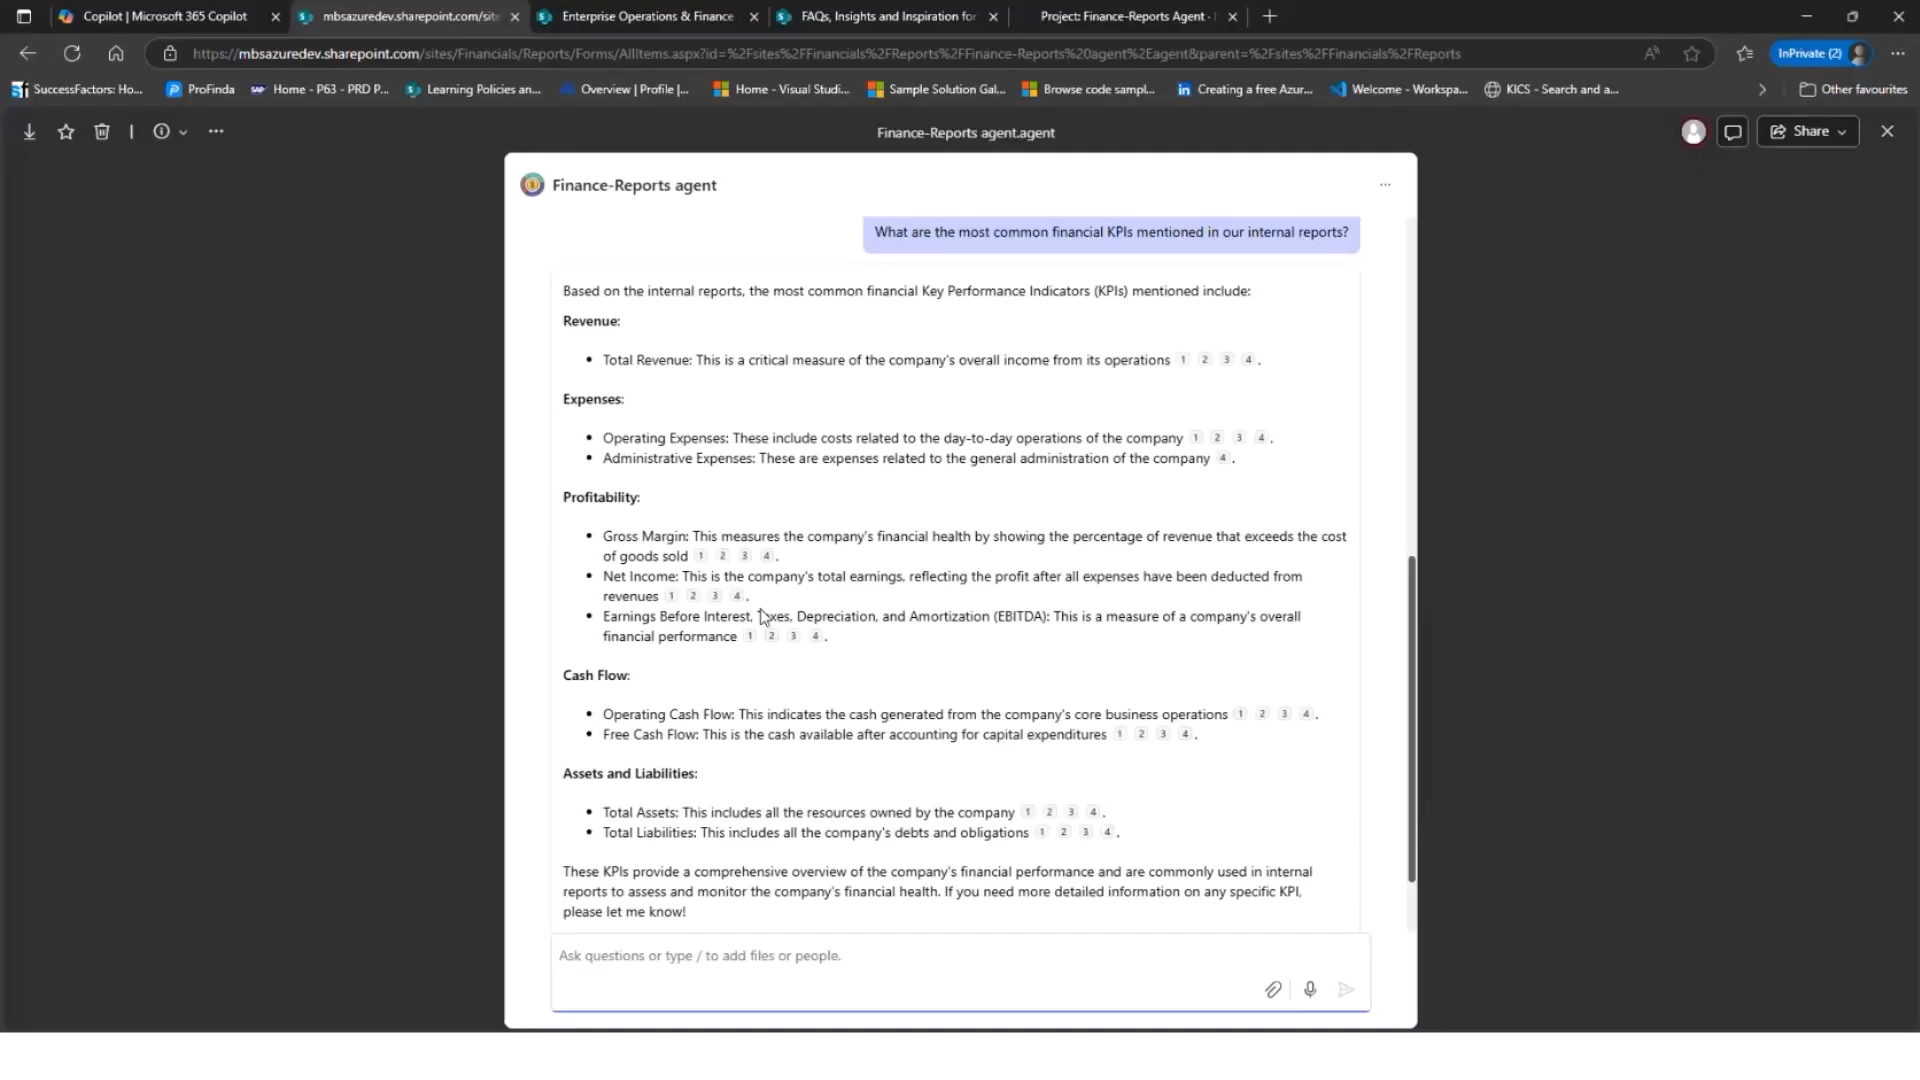 Copilot | Microsoft 365 Copilot
mbsazuredev.sharepoint.com/site
Enterprise Operations & Finance
FAQs, Insights and Inspiration for
Project: Finance-Reports Agent -
https://mbsazuredev.sharepoint.com/sites/Financials/Reports/Forms/AllItems.aspx?id=%2Fsites%2FFinancials%2FReports%2FFinance-Reports%20agent%2Eagent&parent=%2Fsites%2FFinancials%2FReports
InPrivate (2)
SuccessFactors: Ho...
ProFinda
Home - P63 - PRD P...
Learning Policies an...
Overview | Profile |...
Home - Visual Studi...
Sample Solution Gal...
Browse code sampl...
Creating a free Azur...
Welcome - Workspa...
KICS - Search and a...
Other favourites
Finance-Reports agent.agent
Share
Finance-Reports agent
What are the most common financial KPIs mentioned in our internal reports?
Based on the internal reports, the most common financial Key Performance Indicators (KPIs) mentioned include:
Revenue:
• Total Revenue: This is a critical measure of the company's overall income from its operations 1 2 3 4 .
Expenses:
• Operating Expenses: These include costs related to the day-to-day operations of the company 1 2 3 4 .
• Administrative Expenses: These are expenses related to the general administration of the company 4 .
Profitability:
• Gross Margin: This measures the company's financial health by showing the percentage of revenue that exceeds the cost
of goods sold 1 2 3 4 .
• Net Income: This is the company's total earnings, reflecting the profit after all expenses have been deducted from
revenues 1 2 3 4 .
• Earnings Before Interest, Taxes, Depreciation, and Amortization (EBITDA): This is a measure of a company's overall
financial performance 1 2 3 4 .
Cash Flow:
• Operating Cash Flow: This indicates the cash generated from the company's core business operations 1 2 3 4 .
• Free Cash Flow: This is the cash available after accounting for capital expenditures 1 2 3 4 .
Assets and Liabilities:
• Total Assets: This includes all the resources owned by the company 1 2 3 4 .
• Total Liabilities: This includes all the company's debts and obligations 1 2 3 4 .
These KPIs provide a comprehensive overview of the company's financial performance and are commonly used in internal
reports to assess and monitor the company's financial health. If you need more detailed information on any specific KPI,
please let me know!
Ask questions or type / to add files or people.